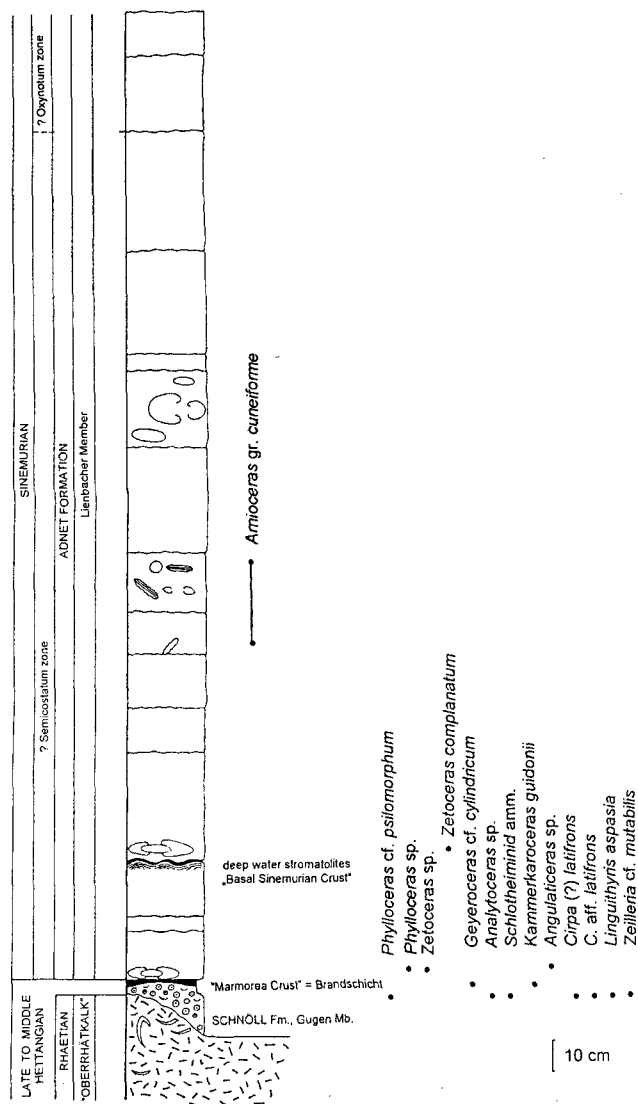 ? Oxynotum zone
SINEMURIAN
ADNET FORMATION
Lienbacher Member
? Semicostatum zone
LATE TO MIDDLE
HETTANGIAN
RHAETIAN
"OBERRHÄTKALK"
Arnioceras gr. cuneiforme
deep water stromatolites
„Basal Sinemurian Crust"
"Marmorea Crust" = Brandschicht
SCHNÖLL Fm., Gugen Mb.
Phylloceras cf. psilomorphum
Phylloceras sp.
Zetoceras sp.
Zetoceras complanatum
Geyeroceras cf. cylindricum
Analytoceras sp.
Schlotheiminid amm.
Kammerkaroceras guidonii
Angulaticeras sp.
Cirpa (?) latifrons
C. aff. latifrons
Linguithyris aspasia
Zeilleria cf. mutabilis
10 cm